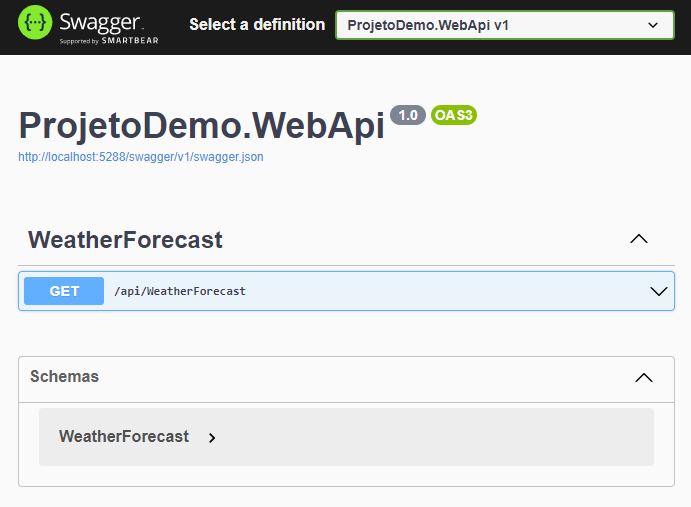 Swagger.
Supported by SMARTBEAR
Select a definition
ProjetoDemo.WebApi v1
ProjetoDemo.WebApi 1.0 OAS3
http://localhost:5288/swagger/v1/swagger.json
WeatherForecast
GET /api/WeatherForecast
Schemas
WeatherForecast